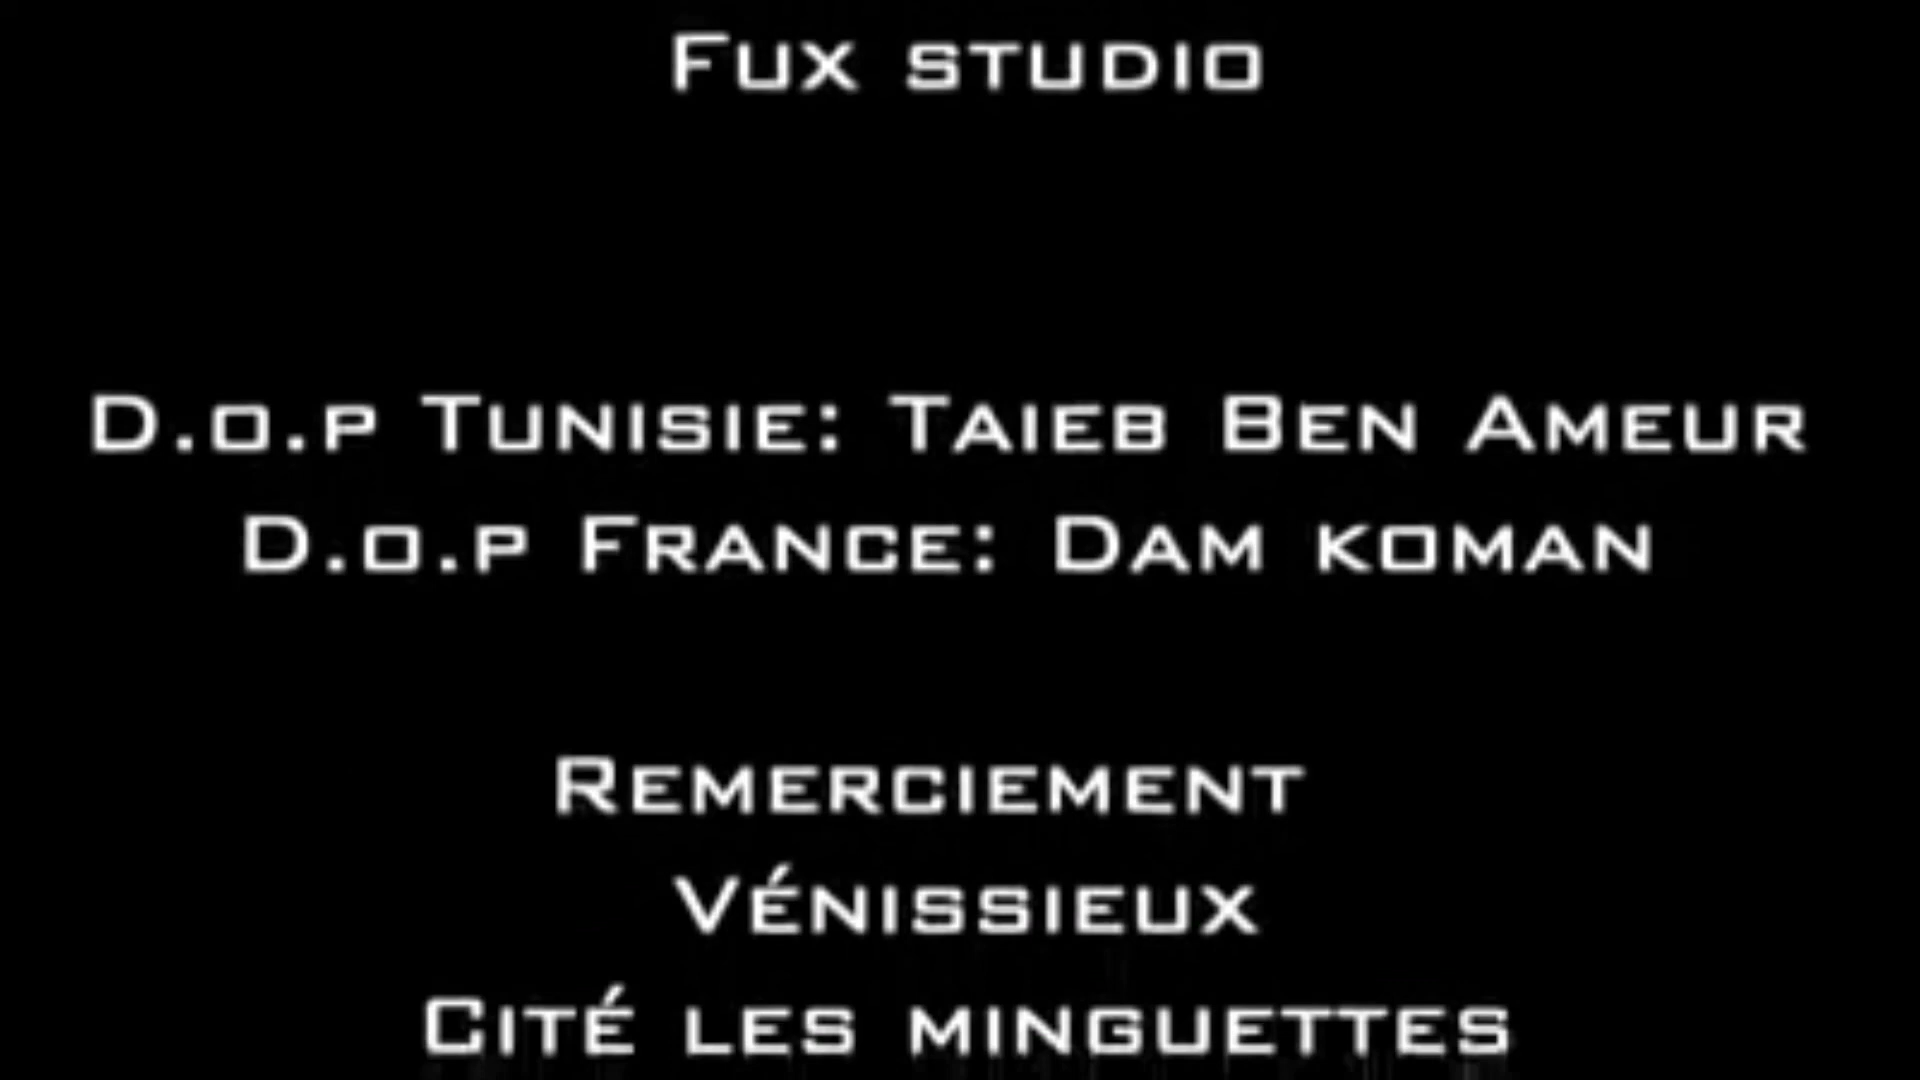 Fux studio
D.o.p Tunisie: Taieb Ben Ameur
D.o.p France: Dam koman
Remerciement
Vénissieux
Cité les minguettes